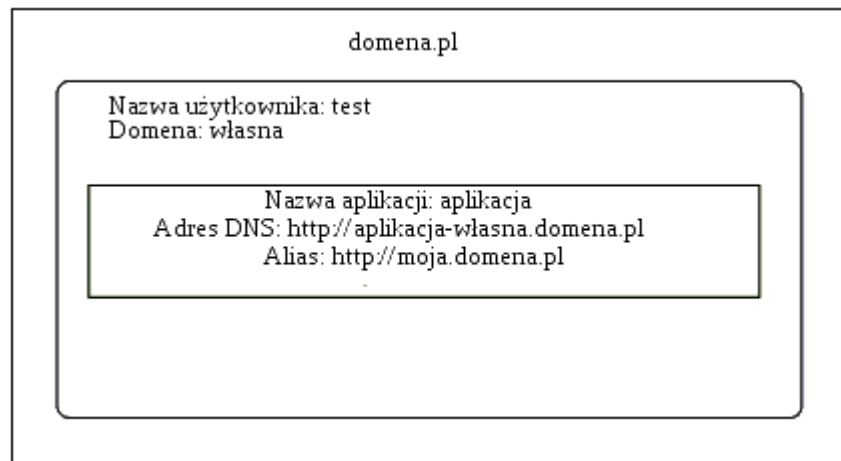 domena.pl
Nazwa użytkownika: test
Domena: własna
Nazwa aplikacji: aplikacja
Adres DNS: http://aplikacja-własna.domena.pl
Alias: http://moja.domena.pl